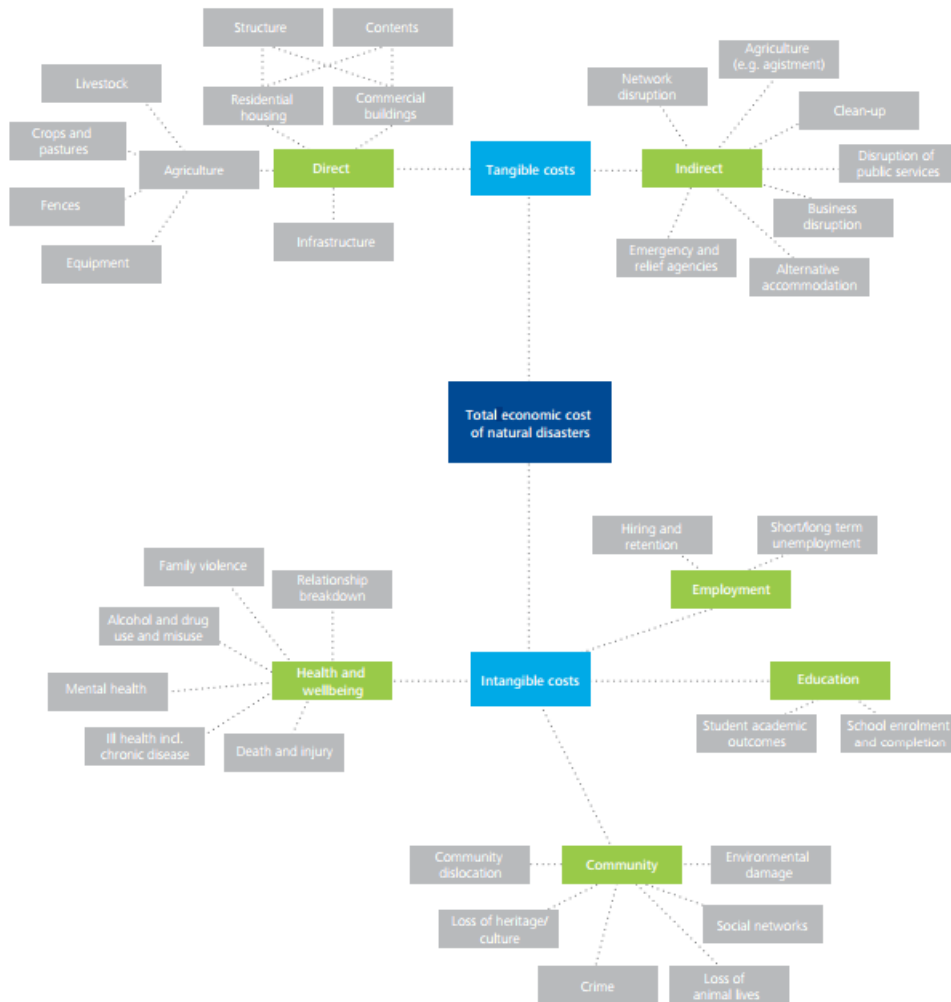 Structure
Contents
Agriculture
(e.g. agistment)
Network
disruption
Livestock
Residential
housing
Commercial
buildings
Clean-up
Crops and
pastures
Agriculture
Direct
Tangible costs
Indirect
Disruption of
public services
Fences
Business
disruption
Infrastructure
Emergency and
relief agencies
Equipment
Alternative
accommodation
Total economic cost
of natural disasters
Hiring and
retention
Short/long term
unemployment
Family violence
Relationship
breakdown
Employment
Alcohol and drug
use and misuse
Mental health
Health and
wellbeing
Intangible costs
Education
Ill health incl.
chronic disease
Death and injury
Student academic
outcomes
School enrolment
and completion
Community
dislocation
Community
Environmental
damage
Loss of heritage/
culture
Social networks
Crime
Loss of
animal lives